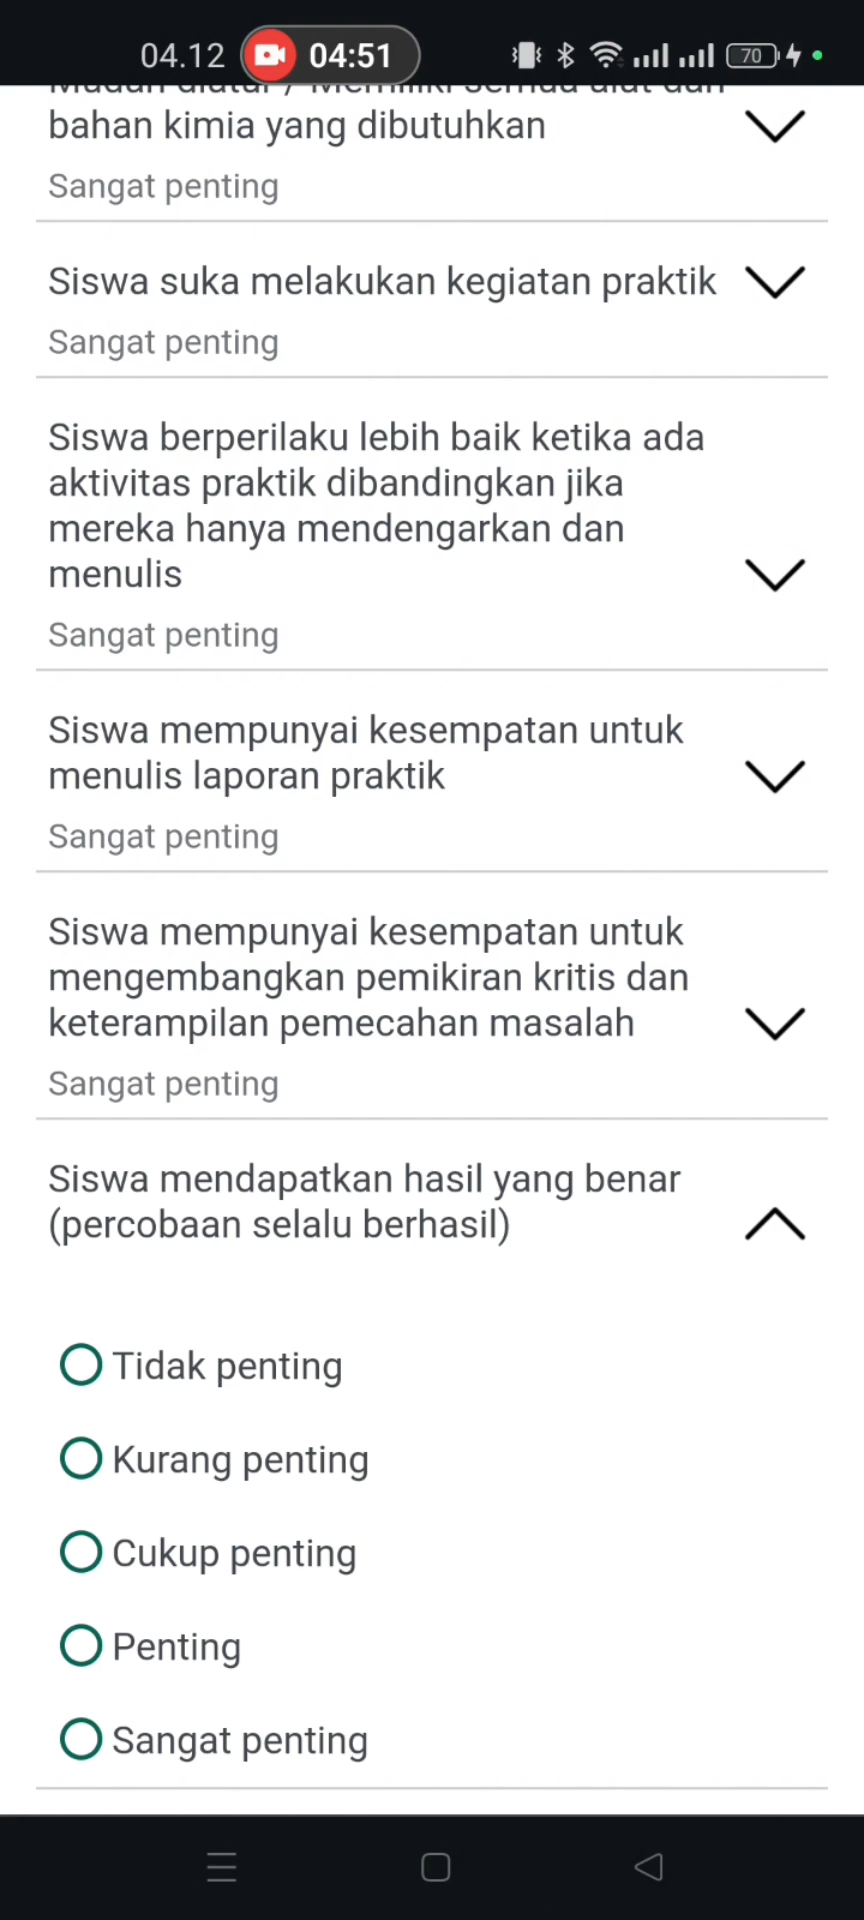 04.12 04:51 70
bahan kimia yang dibutuhkan
Sangat penting
Siswa suka melakukan kegiatan praktik
Sangat penting
Siswa berperilaku lebih baik ketika ada
aktivitas praktik dibandingkan jika
mereka hanya mendengarkan dan
menulis
Sangat penting
Siswa mempunyai kesempatan untuk
menulis laporan praktik
Sangat penting
Siswa mempunyai kesempatan untuk
mengembangkan pemikiran kritis dan
keterampilan pemecahan masalah
Sangat penting
Siswa mendapatkan hasil yang benar
(percobaan selalu berhasil)
Tidak penting
Kurang penting
Cukup penting
Penting
Sangat penting